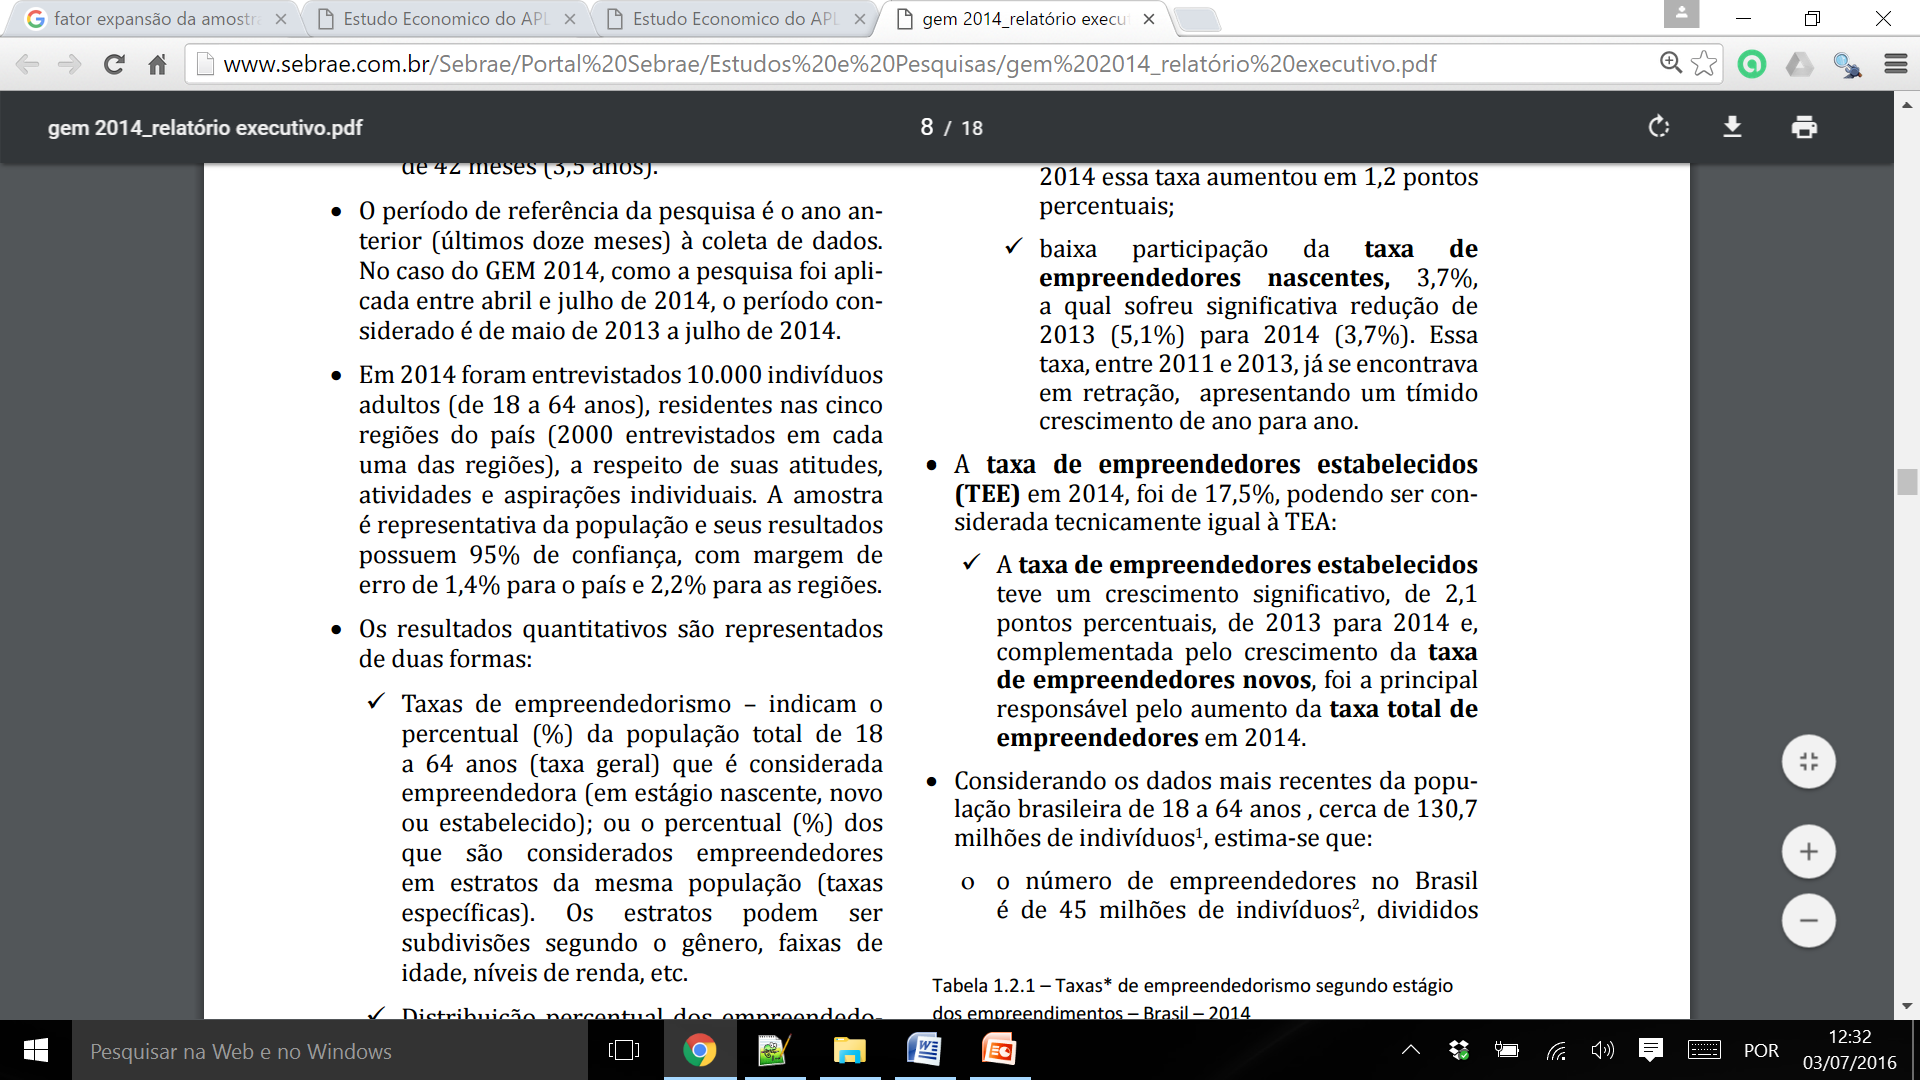 fator expansão da amostra
Estudo Economico do APL
Estudo Economico do APL
gem 2014_relatório execut
www.sebrae.com.br/Sebrae/Portal%20Sebrae/Estudos%20e%20Pesquisas/gem%202014_relatório%20executivo.pdf
gem 2014_relatório executivo.pdf
8 / 18
de 42 meses (3,5 anos).
• O período de referência da pesquisa é o ano an-
terior (últimos doze meses) à coleta de dados.
No caso do GEM 2014, como a pesquisa foi apli-
cada entre abril e julho de 2014, o período con-
siderado é de maio de 2013 a julho de 2014.
• Em 2014 foram entrevistados 10.000 indivíduos
adultos (de 18 a 64 anos), residentes nas cinco
regiões do país (2000 entrevistados em cada
uma das regiões), a respeito de suas atitudes,
atividades e aspirações individuais. A amostra
é representativa da população e seus resultados
possuem 95% de confiança, com margem de
erro de 1,4% para o país e 2,2% para as regiões.
• Os resultados quantitativos são representados
de duas formas:
✓ Taxas de empreendedorismo – indicam o
percentual (%) da população total de 18
a 64 anos (taxa geral) que é considerada
empreendedora (em estágio nascente, novo
ou estabelecido); ou o percentual (%) dos
que são considerados empreendedores
em estratos da mesma população (taxas
específicas). Os estratos podem ser
subdivisões segundo o gênero, faixas de
idade, níveis de renda, etc.
✓ Distribuição percentual dos empreendedo-
2014 essa taxa aumentou em 1,2 pontos
percentuais;
✓ baixa participação da taxa de
empreendedores nascentes, 3,7%,
a qual sofreu significativa redução de
2013 (5,1%) para 2014 (3,7%). Essa
taxa, entre 2011 e 2013, já se encontrava
em retração, apresentando um tímido
crescimento de ano para ano.
• A taxa de empreendedores estabelecidos
(TEE) em 2014, foi de 17,5%, podendo ser con-
siderada tecnicamente igual à TEA:
✓ A taxa de empreendedores estabelecidos
teve um crescimento significativo, de 2,1
pontos percentuais, de 2013 para 2014 e,
complementada pelo crescimento da taxa
de empreendedores novos, foi a principal
responsável pelo aumento da taxa total de
empreendedores em 2014.
• Considerando os dados mais recentes da popu-
lação brasileira de 18 a 64 anos , cerca de 130,7
milhões de indivíduos¹, estima-se que:
o o número de empreendedores no Brasil
é de 45 milhões de indivíduos², divididos
Tabela 1.2.1 – Taxas* de empreendedorismo segundo estágio
dos empreendimentos – Brasil – 2014
Pesquisar na Web e no Windows
POR
12:32
03/07/2016